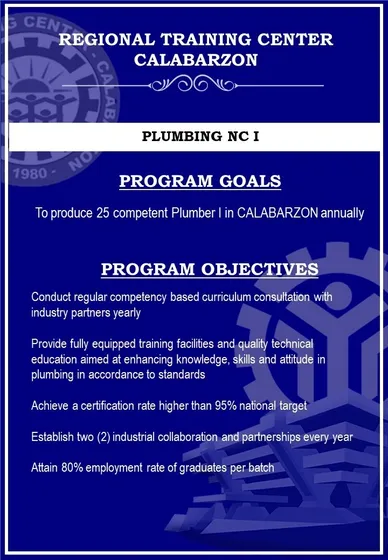 REGIONAL TRAINING CENTER
CALABARZON
PLUMBING NC I
PROGRAM GOALS
To produce 25 competent Plumber I in CALABARZON annually
PROGRAM OBJECTIVES
Conduct regular competency based curriculum consultation with
industry partners yearly
Provide fully equipped training facilities and quality technical
education aimed at enhancing knowledge, skills and attitude in
plumbing in accordance to standards
Achieve a certification rate higher than 95% national target
Establish two (2) industrial collaboration and partnerships every year
Attain 80% employment rate of graduates per batch
1980